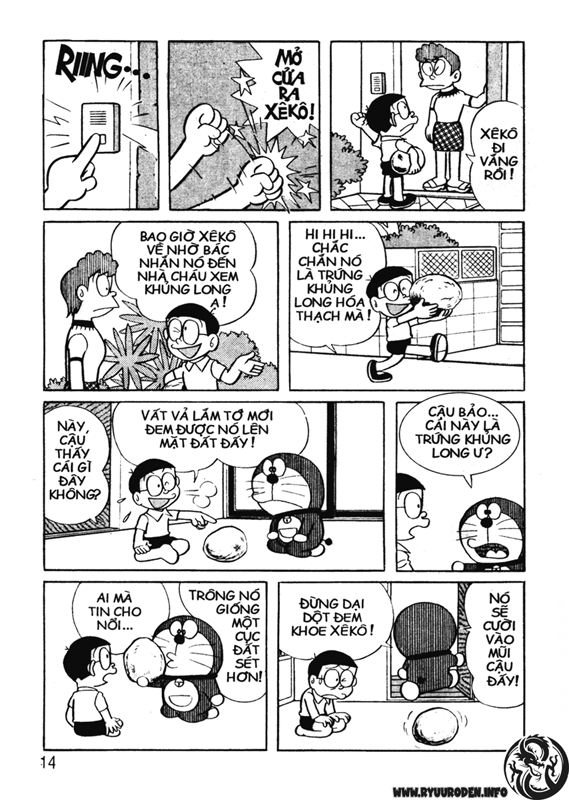 RIING...
MỞ
CỬA
RA
XÊKÔ!
XÊKÔ
ĐI
VẮNG
RỒI!
BAO GIỜ XÊKÔ
VỀ NHỜ BÁC
NHẮN NÓ ĐẾN
NHÀ CHÁU XEM
KHỦNG LONG
Ạ!
HI HI HI...
CHẮC
CHẮN NÓ
LÀ TRỨNG
KHỦNG
LONG HÓA
THẠCH MÀ!
NÀY,
CẬU
THẤY
CÁI GÌ
ĐÂY
KHÔNG?
VẤT VẢ LẮM TỚ MỚI
ĐEM ĐƯỢC NÓ LÊN
MẶT ĐẤT ĐẤY!
CẬU BẢO...
CÁI NÀY LÀ
TRỨNG KHỦNG
LONG Ư?
AI MÀ
TIN CHO
NỔI...
TRÔNG NÓ
GIỐNG
MỘT
CỤC
ĐẤT
SÉT
HƠN!
ĐỪNG DẠI
DỘT ĐEM
KHOE XÊKÔ!
NÓ
SẼ
CƯỜI
VÀO
MŨI
CẬU
ĐẤY!
14
WWW.RYUURODEN.INFO